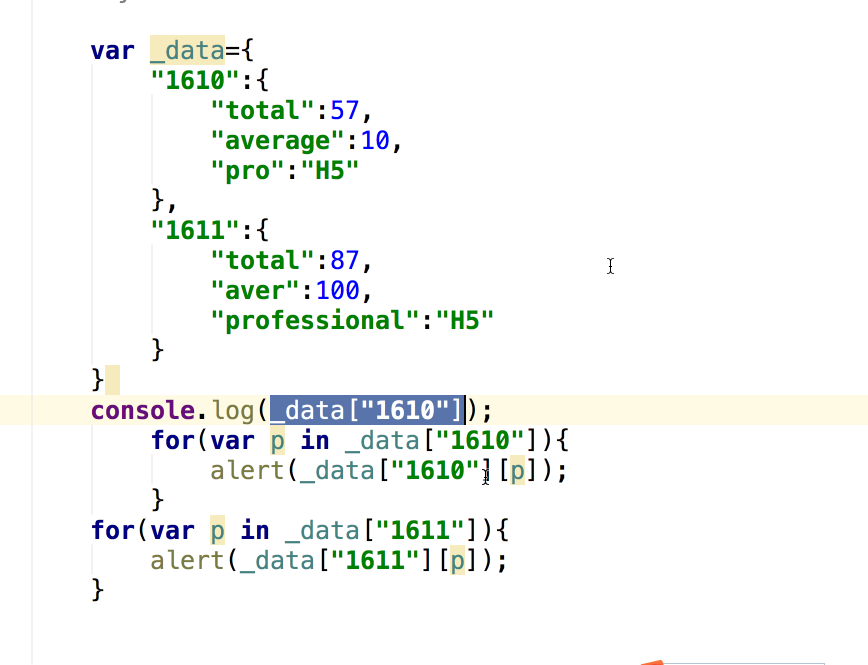 var _data={
"1610":{
"total":57,
"average":10,
"pro":"H5"
},
"1611":{
"total":87,
"aver":100,
"professional":"H5"
}
}
console.log(_data["1610"]);
for(var p in _data["1610"]){
alert(_data["1610"][p]);
}
for(var p in _data["1611"]){
alert(_data["1611"][p]);
}